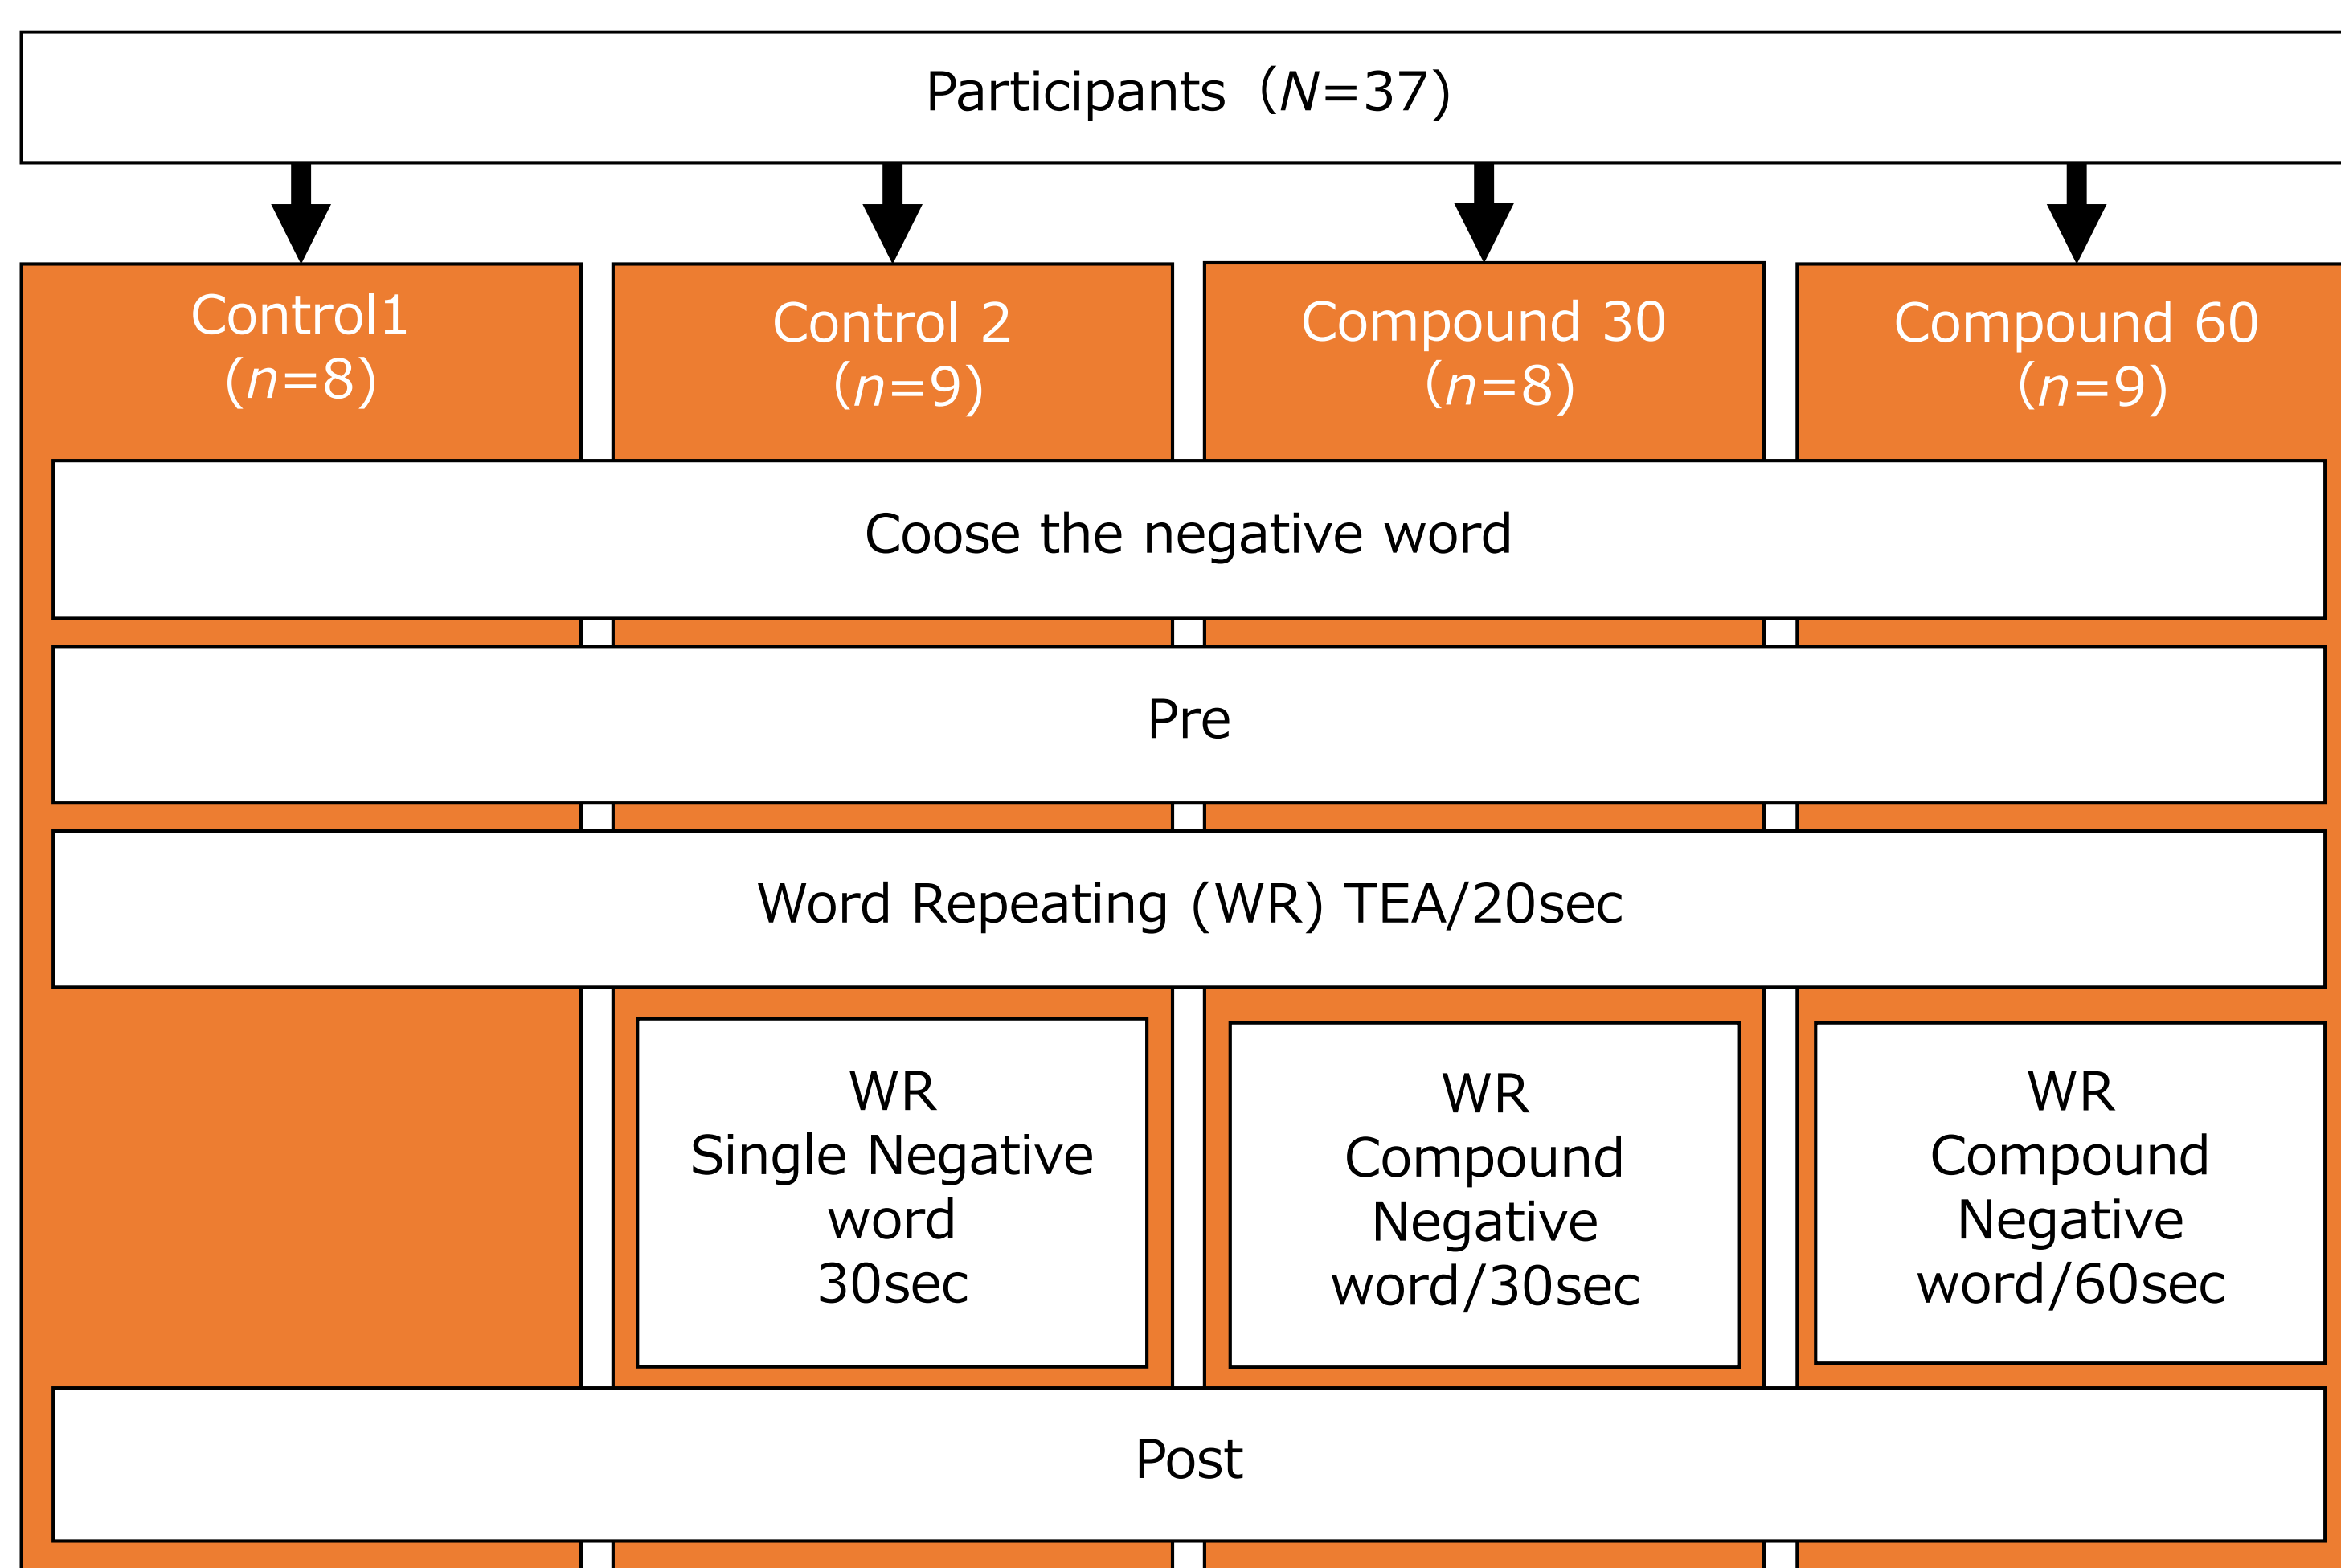 Participants (N=37)
Control1
(n=8)
Control 2
(n=9)
Compound 30
(n=8)
Compound 60
(n=9)
Coose the negative word
Pre
Word Repeating (WR) TEA/20sec
WR
Single Negative
word
30sec
WR
Compound
Negative
word/30sec
WR
Compound
Negative
word/60sec
Post